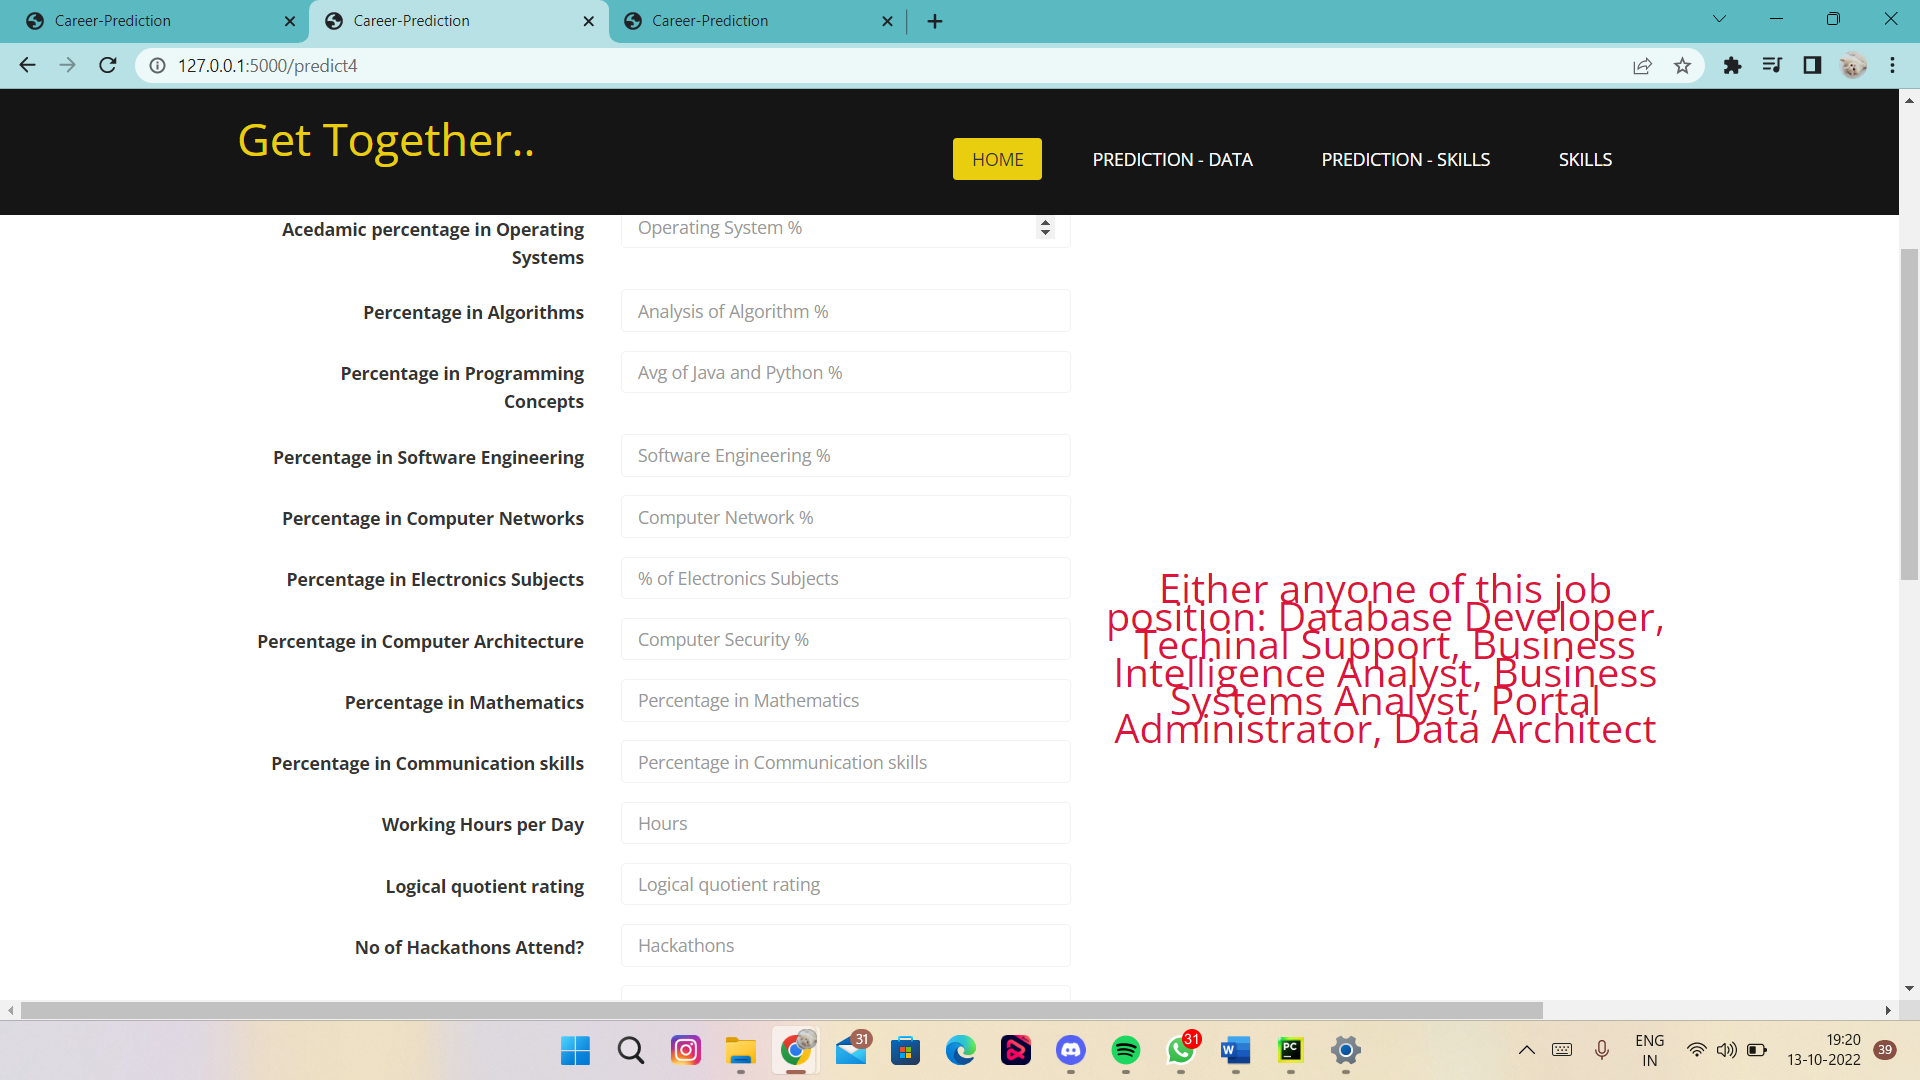 Career-Prediction
Career-Prediction
Career-Prediction
127.0.0.1:5000/predict4
Get Together..
HOME
PREDICTION - DATA
PREDICTION - SKILLS
SKILLS
Acedamic percentage in Operating
Systems
Operating System %
Percentage in Algorithms
Analysis of Algorithm %
Percentage in Programming
Concepts
Avg of Java and Python %
Percentage in Software Engineering
Software Engineering %
Percentage in Computer Networks
Computer Network %
Percentage in Electronics Subjects
% of Electronics Subjects
Percentage in Computer Architecture
Computer Security %
Percentage in Mathematics
Percentage in Mathematics
Percentage in Communication skills
Percentage in Communication skills
Working Hours per Day
Hours
Logical quotient rating
Logical quotient rating
No of Hackathons Attend?
Hackathons
Either anyone of this job
position: Database Developer,
Techinal Support, Business
Intelligence Analyst, Business
Systems Analyst, Portal
Administrator, Data Architect
31
31
W
PC
ENG
IN
19:20
13-10-2022
39